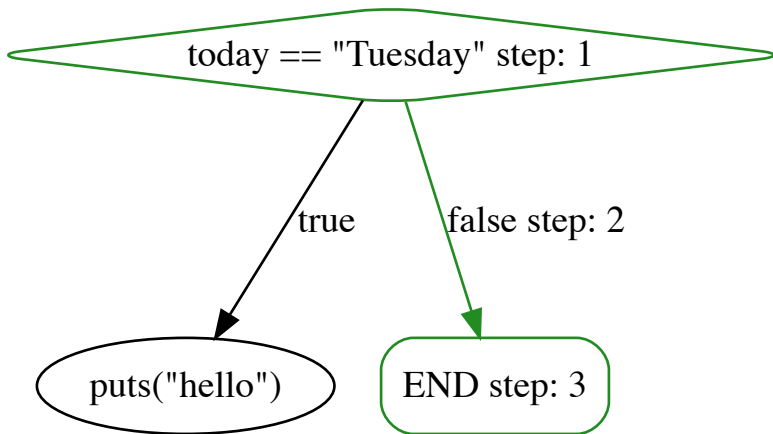 today == "Tuesday" step: 1
true
false step: 2
puts("hello")
END step: 3